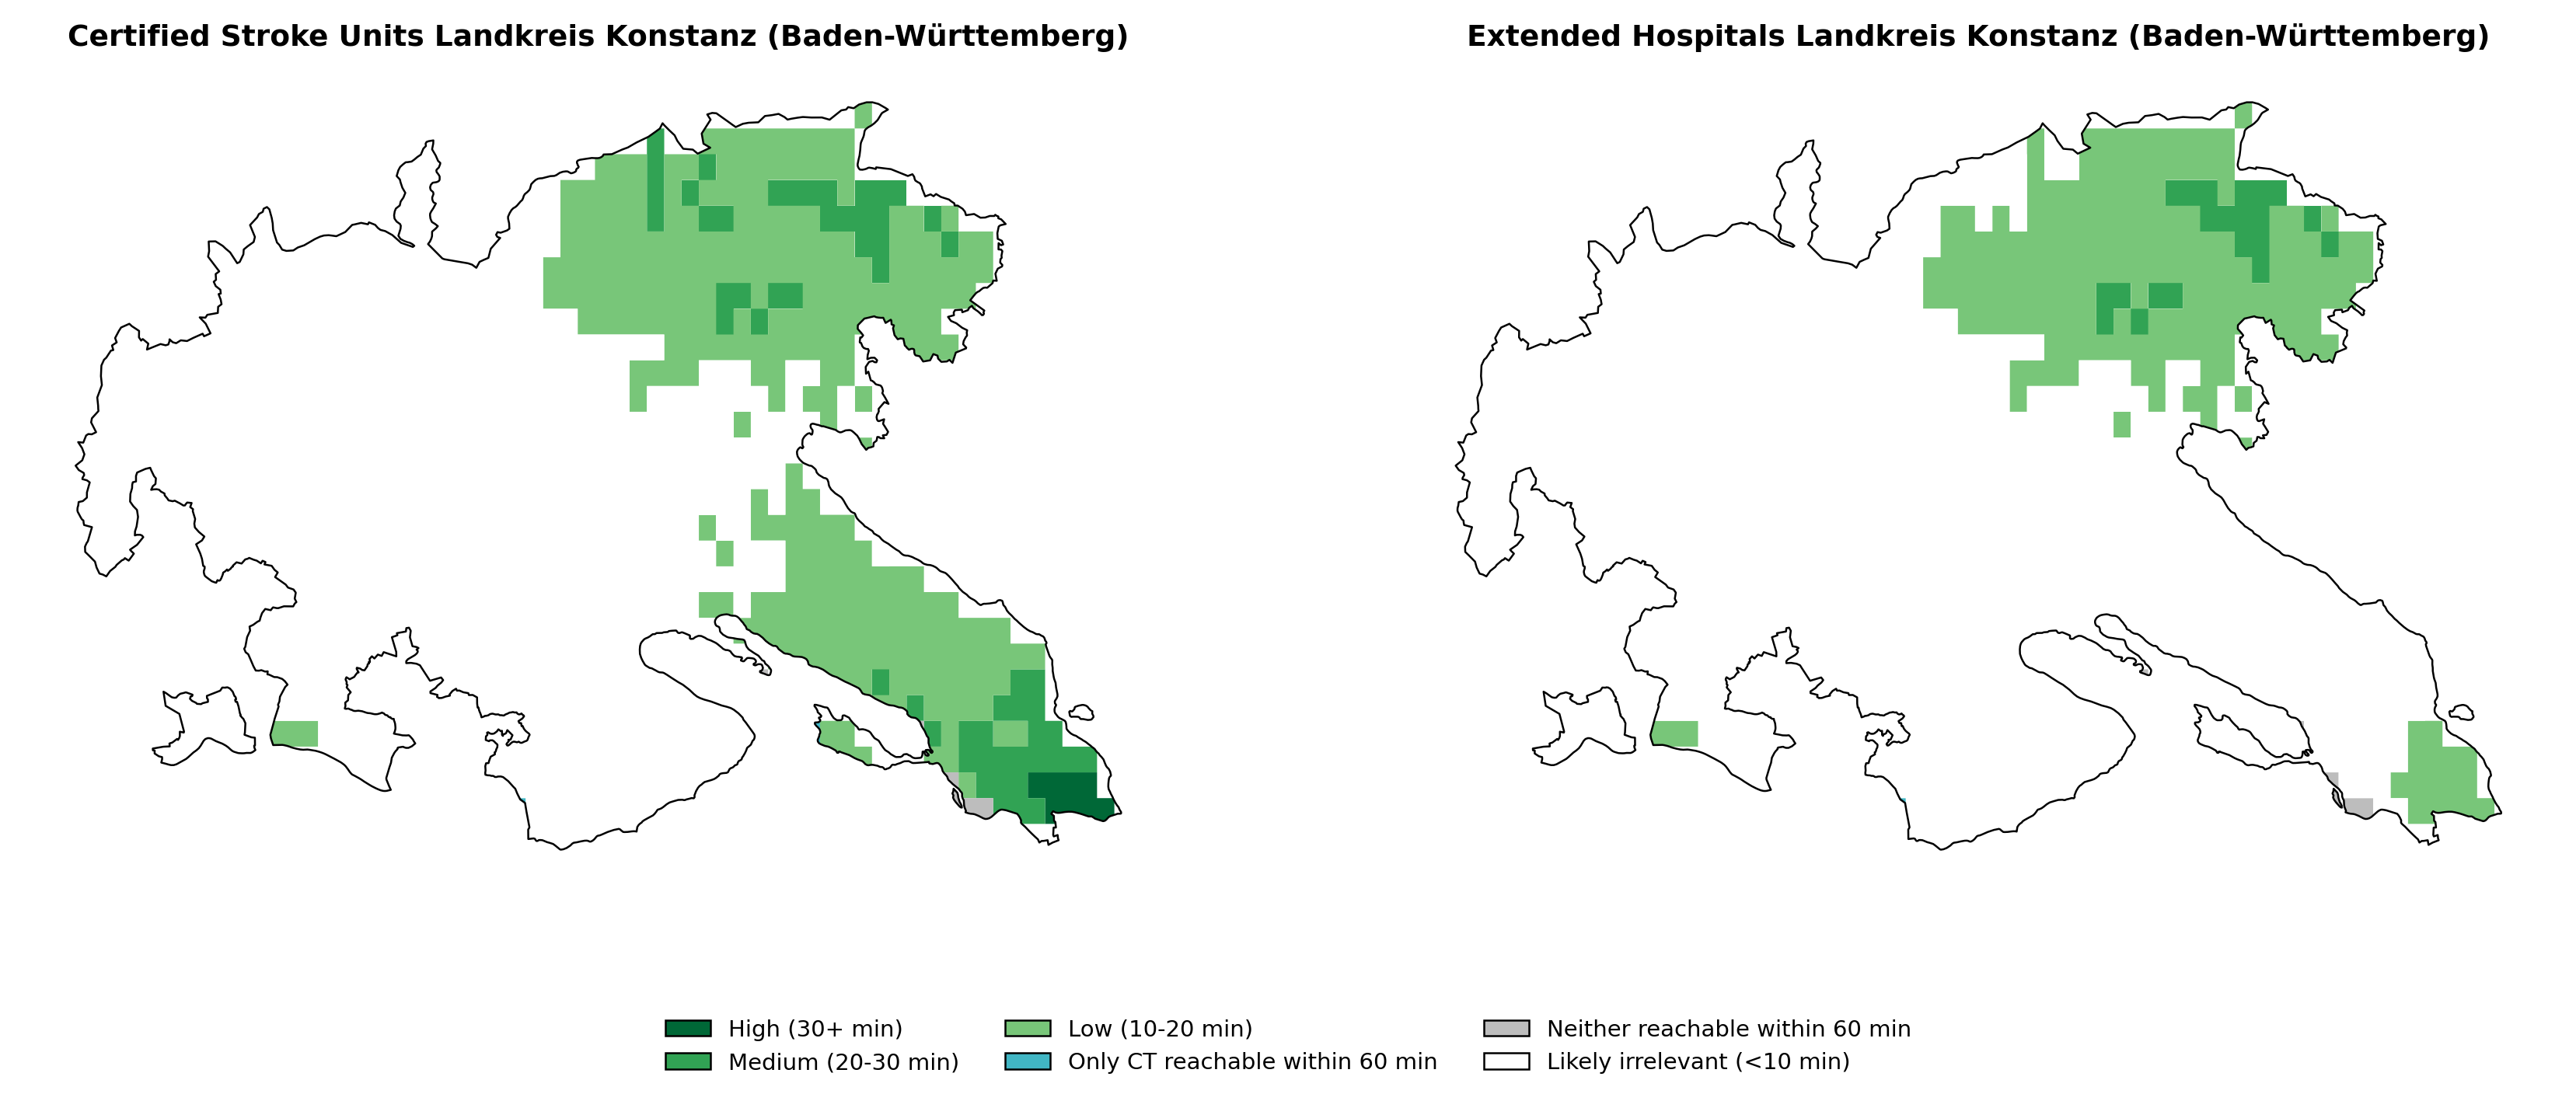 Certified Stroke Units Landkreis Konstanz (Baden-Württemberg)
Extended Hospitals Landkreis Konstanz (Baden-Württemberg)
High (30+ min)
Medium (20-30 min)
Low (10-20 min)
Only CT reachable within 60 min
Neither reachable within 60 min
Likely irrelevant (<10 min)